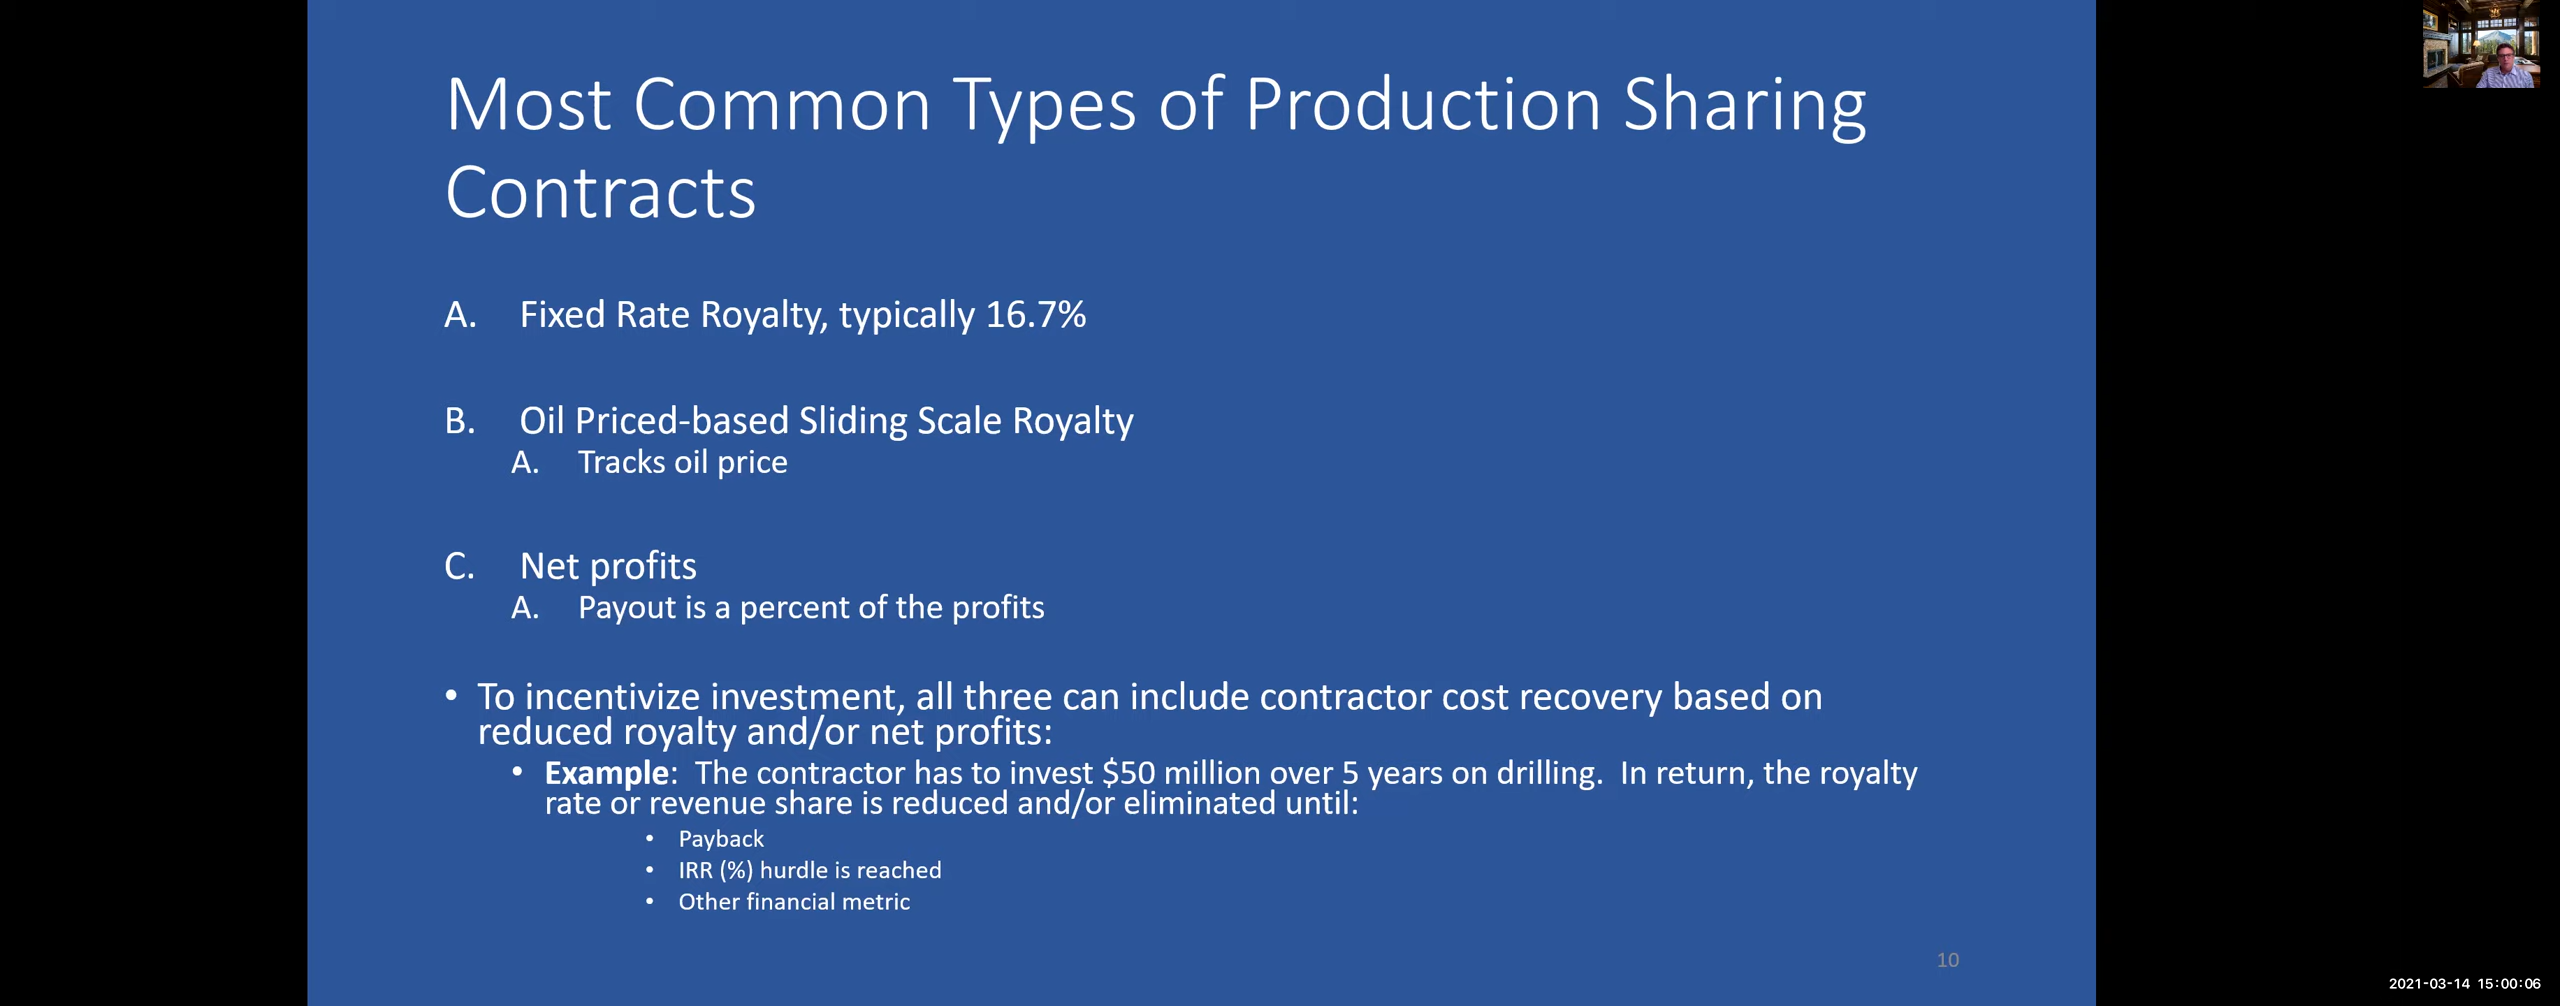 Most Common Types of Production Sharing
Contracts
A. Fixed Rate Royalty, typically 16.7%
B. Oil Priced-based Sliding Scale Royalty
A. Tracks oil price
C. Net profits
A. Payout is a percent of the profits
• To incentivize investment, all three can include contractor cost recovery based on
reduced royalty and/or net profits:
• Example: The contractor has to invest $50 million over 5 years on drilling. In return, the royalty
rate or revenue share is reduced and/or eliminated until:
• Payback
• IRR (%) hurdle is reached
• Other financial metric
10
2021-03-14 15:00:06